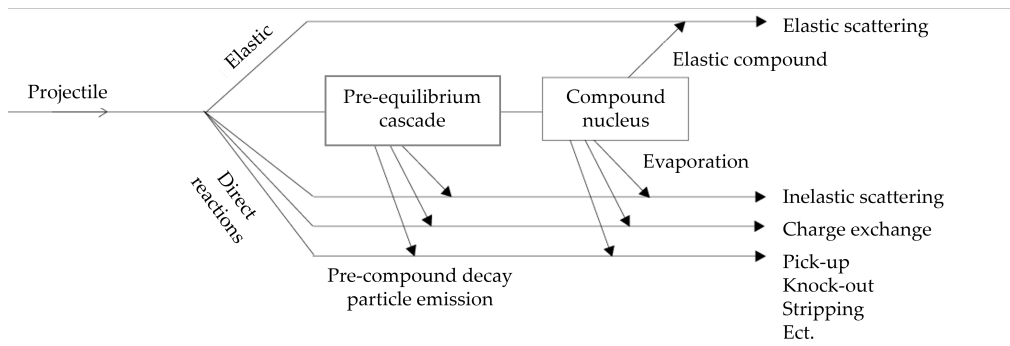 Elastic scattering
Elastic
Elastic compound
Projectile
Pre-equilibrium
cascade
Compound
nucleus
Evaporation
Direct
reactions
Inelastic scattering
Charge exchange
Pre-compound decay
particle emission
Pick-up
Knock-out
Stripping
Ect.